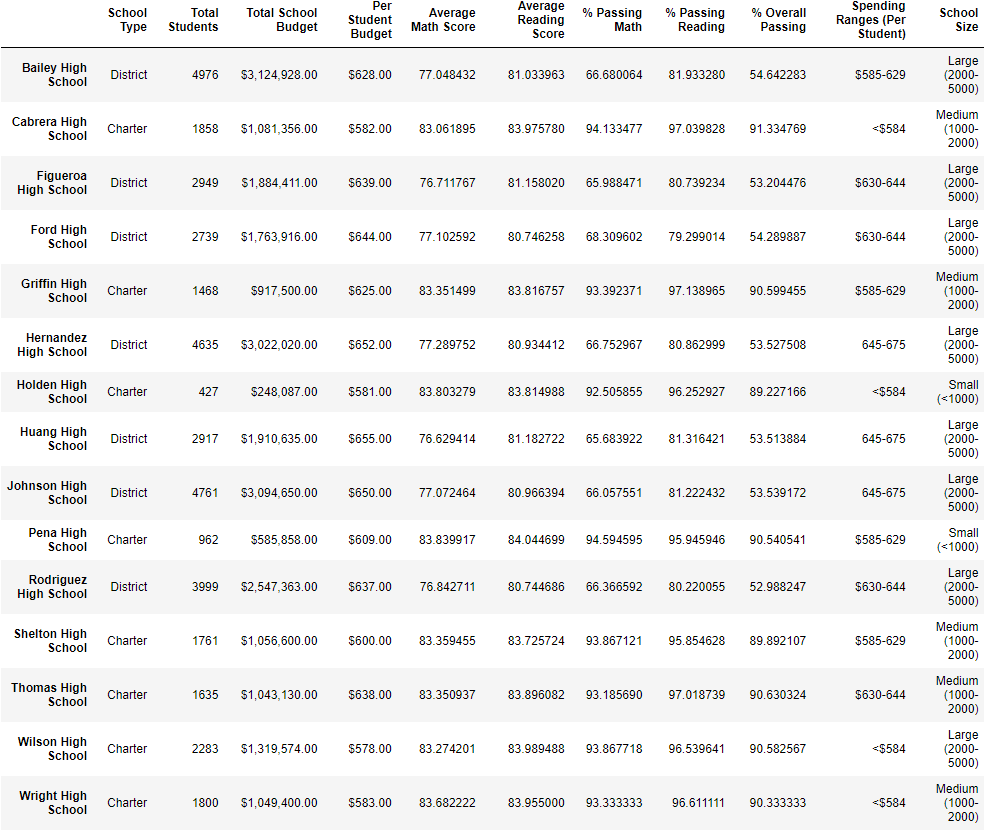 School Type Total Students Total School Budget Per Student Budget Average Math Score Average Reading Score % Passing Math % Passing Reading % Overall Passing Spending Ranges (Per Student) School Size
Bailey High School District 4976 $3,124,928.00 $628.00 77.048432 81.033963 66.680064 81.933280 54.642283 $585-629 Large (2000-5000)
Cabrera High School Charter 1858 $1,081,356.00 $582.00 83.061895 83.975780 94.133477 97.039828 91.334769 <$584 Medium (1000-2000)
Figueroa High School District 2949 $1,884,411.00 $639.00 76.711767 81.158020 65.988471 80.739234 53.204476 $630-644 Large (2000-5000)
Ford High School District 2739 $1,763,916.00 $644.00 77.102592 80.746258 68.309602 79.299014 54.289887 $630-644 Large (2000-5000)
Griffin High School Charter 1468 $917,500.00 $625.00 83.351499 83.816757 93.392371 97.138965 90.599455 $585-629 Medium (1000-2000)
Hernandez High School District 4635 $3,022,020.00 $652.00 77.289752 80.934412 66.752967 80.862999 53.527508 645-675 Large (2000-5000)
Holden High School Charter 427 $248,087.00 $581.00 83.803279 83.814988 92.505855 96.252927 89.227166 <$584 Small (<1000)
Huang High School District 2917 $1,910,635.00 $655.00 76.629414 81.182722 65.683922 81.316421 53.513884 645-675 Large (2000-5000)
Johnson High School District 4761 $3,094,650.00 $650.00 77.072464 80.966394 66.057551 81.222432 53.539172 645-675 Large (2000-5000)
Pena High School Charter 962 $585,858.00 $609.00 83.839917 84.044699 94.594595 95.945946 90.540541 $585-629 Small (<1000)
Rodriguez High School District 3999 $2,547,363.00 $637.00 76.842711 80.744686 66.366592 80.220055 52.988247 $630-644 Large (2000-5000)
Shelton High School Charter 1761 $1,056,600.00 $600.00 83.359455 83.725724 93.867121 95.854628 89.892107 $585-629 Medium (1000-2000)
Thomas High School Charter 1635 $1,043,130.00 $638.00 83.350937 83.896082 93.185690 97.018739 90.630324 $630-644 Medium (1000-2000)
Wilson High School Charter 2283 $1,319,574.00 $578.00 83.274201 83.989488 93.867718 96.539641 90.582567 <$584 Large (2000-5000)
Wright High School Charter 1800 $1,049,400.00 $583.00 83.682222 83.955000 93.333333 96.611111 90.333333 <$584 Medium (1000-2000)